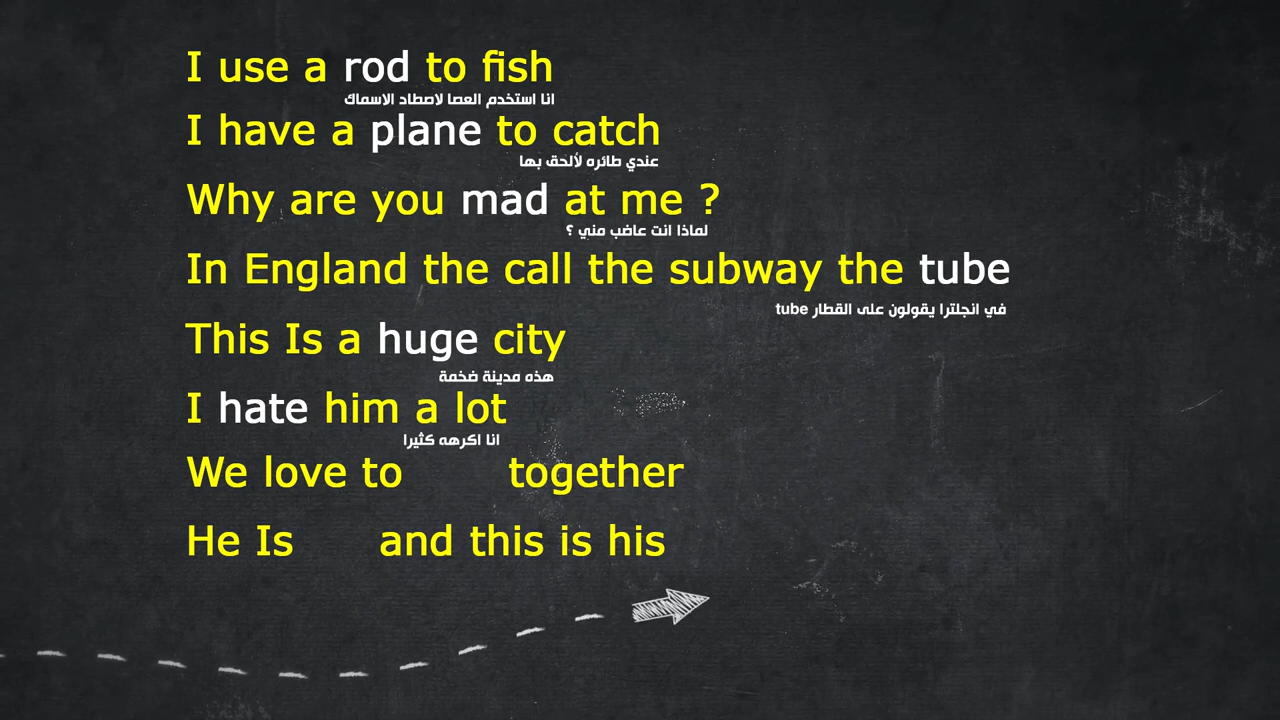 I use a rod to fish
انا استخدم العصا لاصطاد الاسماك
I have a plane to catch
عندي طائره لألحق بها
Why are you mad at me ?
لماذا انت عاضب مني ؟
In England the call the subway the tube
في انجلترا يقولون على القطار tube
This Is a huge city
هذه مدينة ضخمة
I hate him a lot
انا اكرهه كثيرا
We love to together
He Is and this is his